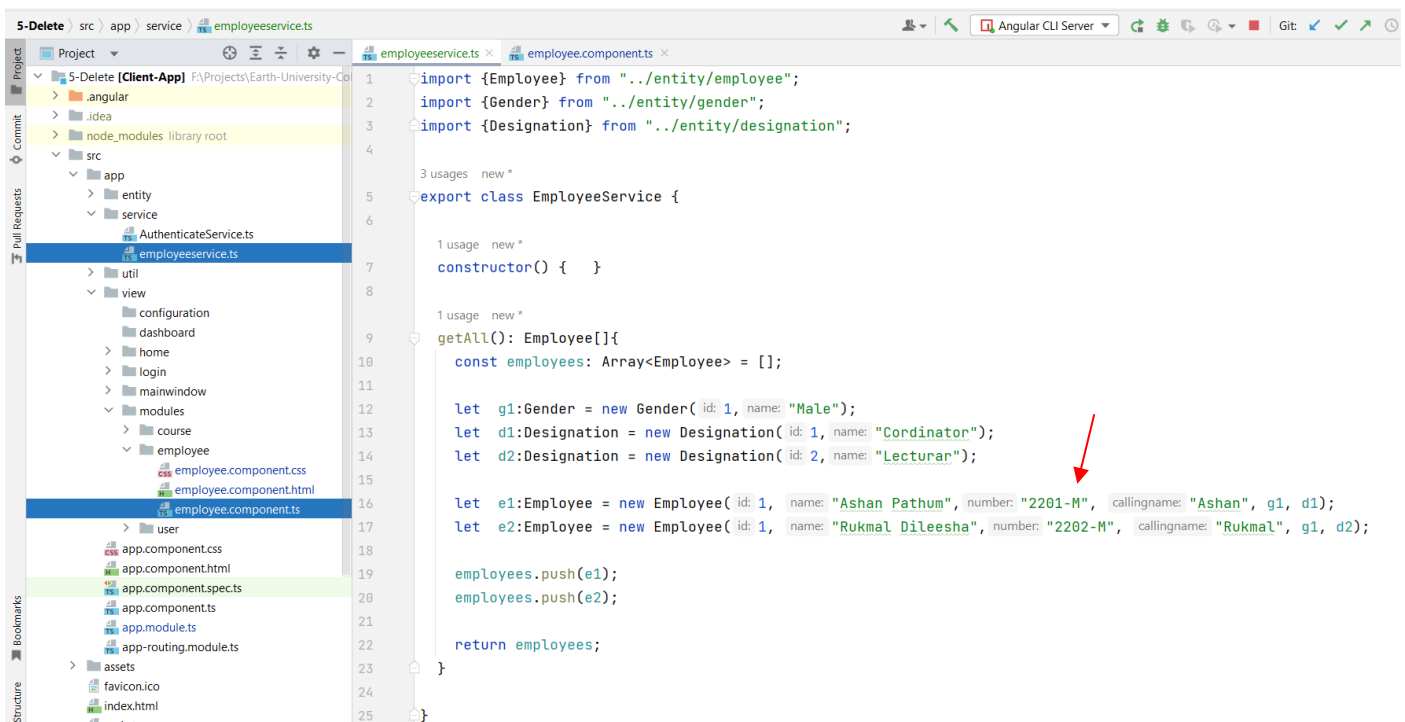 5-Delete › src › app › service › employeeservice.ts
Angular CLI Server
Git:
Project
employeeservice.ts ×
employee.component.ts ×
Project
Commit
Pull Requests
Bookmarks
Structure
5-Delete [Client-App] F:\Projects\Earth-University-Col
.angular
.idea
node_modules library root
src
app
entity
service
AuthenticateService.ts
employeeservice.ts
util
view
configuration
dashboard
home
login
mainwindow
modules
course
employee
employee.component.css
employee.component.html
employee.component.ts
user
app.component.css
app.component.html
app.component.spec.ts
app.component.ts
app.module.ts
app-routing.module.ts
assets
favicon.ico
index.html
1 import {Employee} from "../entity/employee";
2 import {Gender} from "../entity/gender";
3 import {Designation} from "../entity/designation";
4
3 usages new *
5 export class EmployeeService {
6
1 usage new *
7 constructor() { }
8
1 usage new *
9 getAll(): Employee[]{
10 const employees: Array<Employee> = [];
11
12 let g1:Gender = new Gender( id: 1, name: "Male");
13 let d1:Designation = new Designation( id: 1, name: "Cordinator");
14 let d2:Designation = new Designation( id: 2, name: "Lecturar");
15
16 let e1:Employee = new Employee( id: 1, name: "Ashan Pathum", number: "2201-M", callingname: "Ashan", g1, d1);
17 let e2:Employee = new Employee( id: 1, name: "Rukmal Dileesha", number: "2202-M", callingname: "Rukmal", g1, d2);
18
19 employees.push(e1);
20 employees.push(e2);
21
22 return employees;
23 }
24
25 }